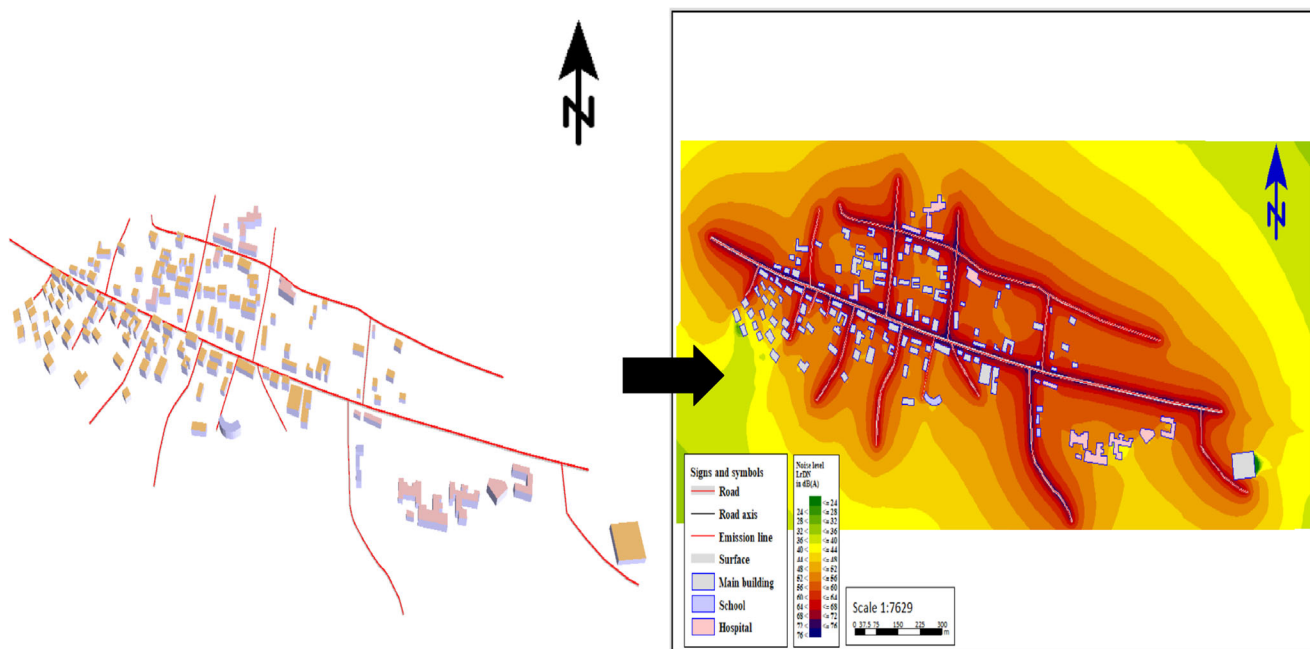 N
N
Signs and symbols
Road
Road axis
Emission line
Surface
Main building
School
Hospital
Noise level
LrDN
in dB(A)
<= 24
24 < <= 28
28 < <= 32
32 < <= 36
36 < <= 40
40 < <= 44
44 < <= 48
48 < <= 52
52 < <= 56
56 < <= 60
60 < <= 64
64 < <= 68
68 < <= 72
72 < <= 76
76 <
Scale 1:7629
0 37.5 75 150 225 300
m